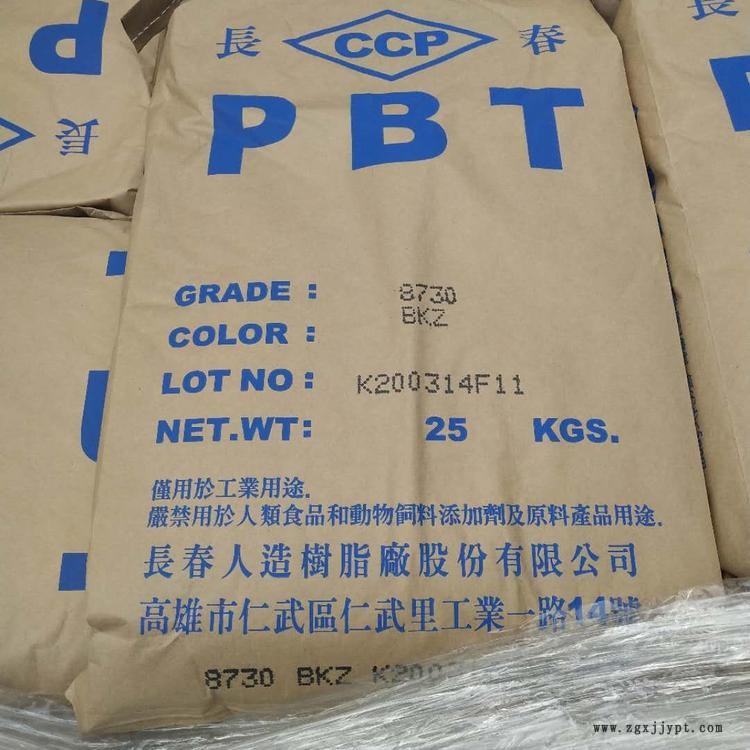 長 CCP 春
PBT
GRADE : 8730
COLOR : BKZ
LOT NO : K200314F11
NET.WT: 25 KGS.
僅用於工業用途.
嚴禁用於人類食品和動物飼料添加劑及原料產品用途.
長春人造樹脂廠股份有限公司
高雄市仁武區仁武里工業一路14號
8730 BKZ K200
P
長
www.zgxjjypt.com